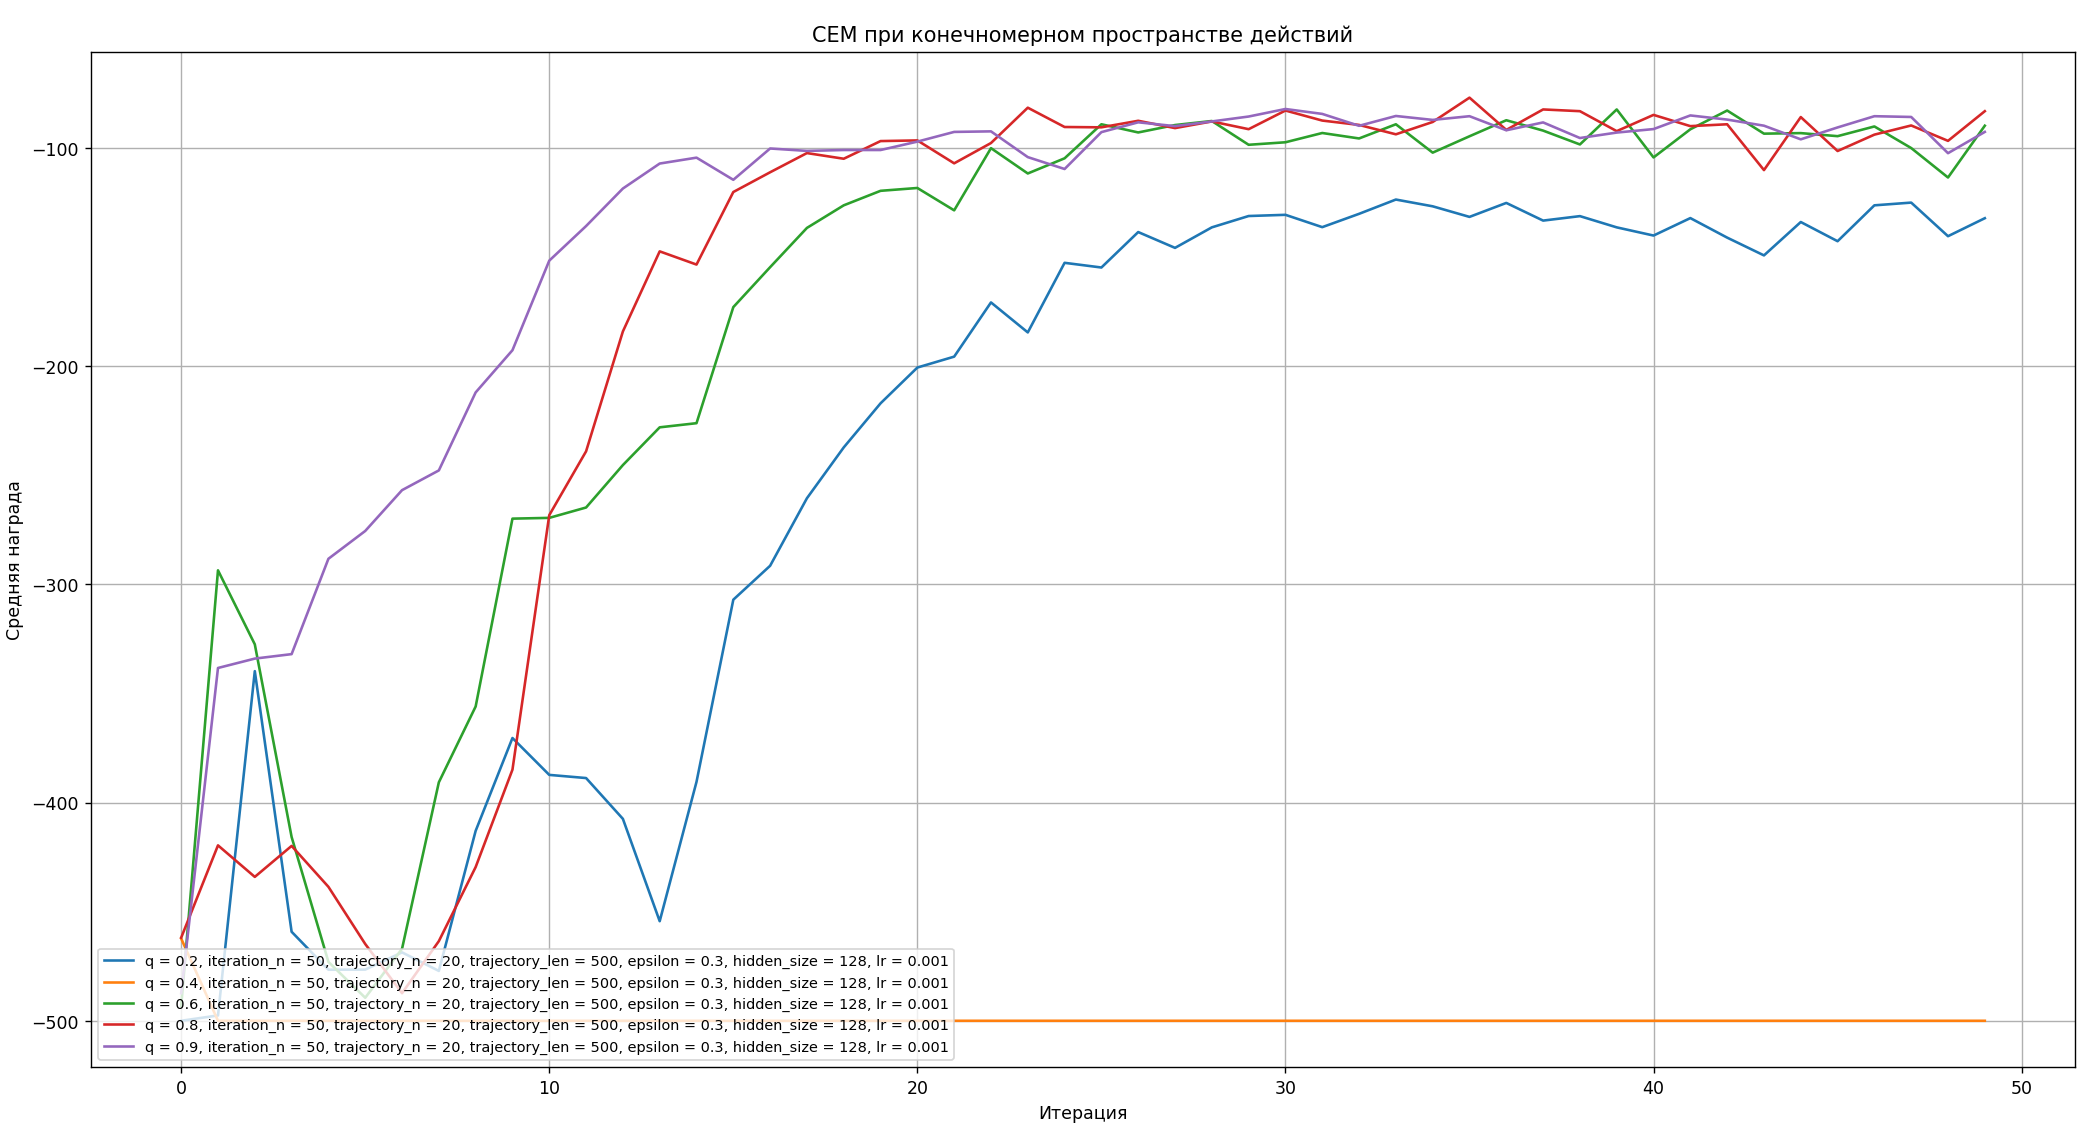 CEM при конечномерном пространстве действий
Средняя награда
−100
−200
−300
−400
−500
q = 0.2, iteration_n = 50, trajectory_n = 20, trajectory_len = 500, epsilon = 0.3, hidden_size = 128, lr = 0.001
q = 0.4, iteration_n = 50, trajectory_n = 20, trajectory_len = 500, epsilon = 0.3, hidden_size = 128, lr = 0.001
q = 0.6, iteration_n = 50, trajectory_n = 20, trajectory_len = 500, epsilon = 0.3, hidden_size = 128, lr = 0.001
q = 0.8, iteration_n = 50, trajectory_n = 20, trajectory_len = 500, epsilon = 0.3, hidden_size = 128, lr = 0.001
q = 0.9, iteration_n = 50, trajectory_n = 20, trajectory_len = 500, epsilon = 0.3, hidden_size = 128, lr = 0.001
0 10 20 30 40 50
Итерация